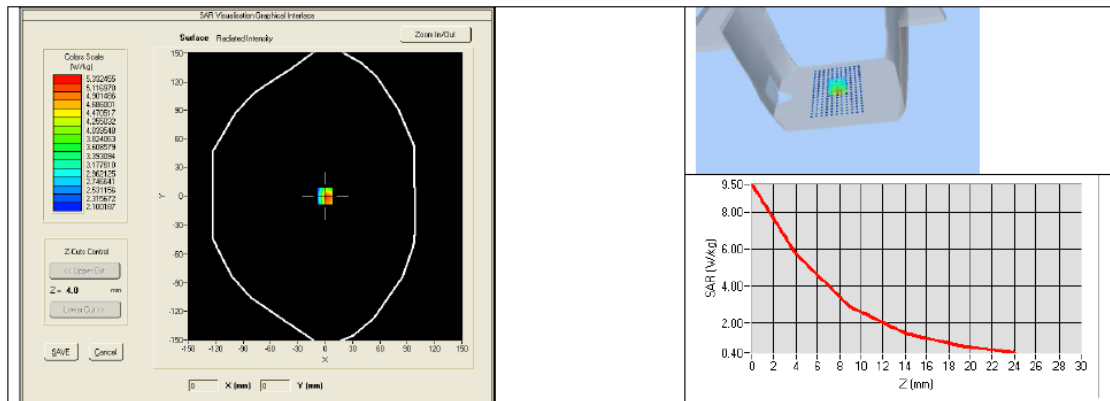 SAR Visualisation Graphical Interface
Surface Radiated Intensity
Zoom In/Out
Colors Scale
(W/kg)
5.332455
5.116970
4.901486
4.686001
4.470517
4.255032
4.039548
3.824063
3.608579
3.393094
3.177610
2.962125
2.746641
2.531156
2.315672
2.100187
Z-Cuts Control
<< Upper Cut
Z = 4.0 mm
Lower Cut >>
SAVE Cancel
150
120
90
60
30
0
-30
-60
-90
-120
-150
Y
-150 -120 -90 -60 -30 0 30 60 90 120 150
X
0 X (mm) 0 Y (mm)
9.50
8.00
6.00
4.00
2.00
0.40
SAR (W/kg)
0 2 4 6 8 10 12 14 16 18 20 22 24 26 28 30
Z (mm)